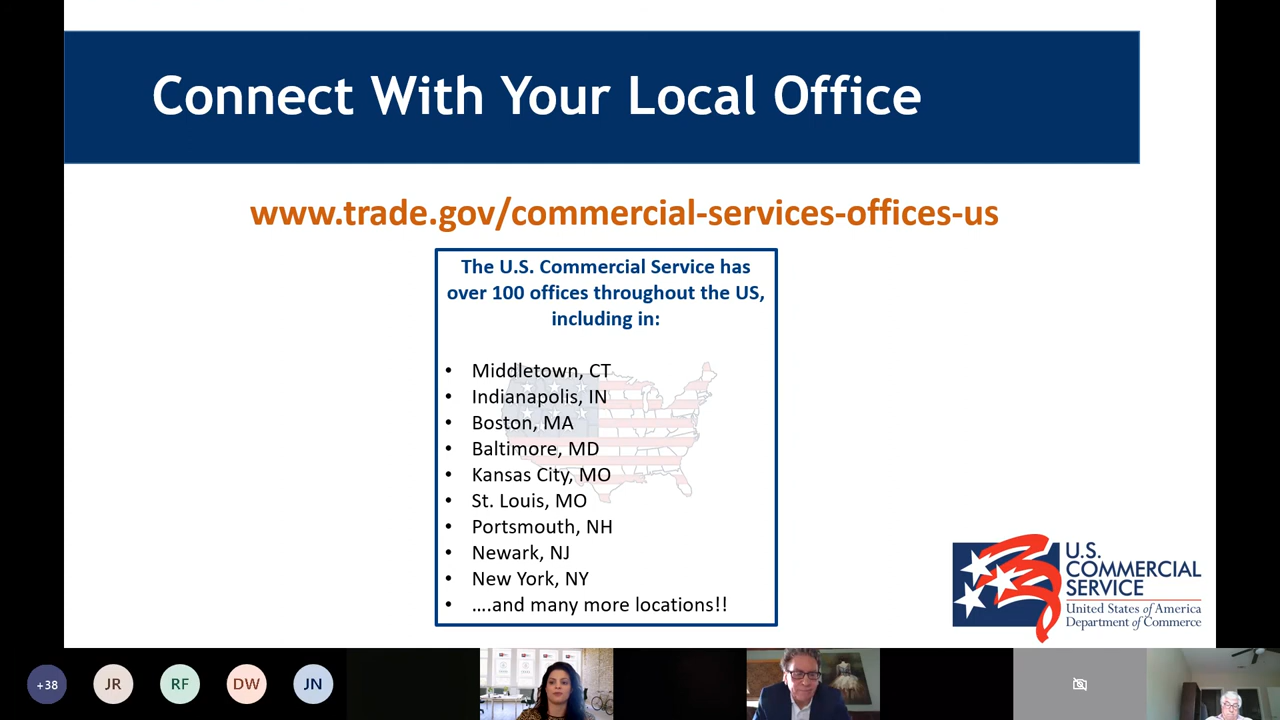 Connect With Your Local Office
www.trade.gov/commercial-services-offices-us
The U.S. Commercial Service has
over 100 offices throughout the US,
including in:
• Middletown, CT
• Indianapolis, IN
• Boston, MA
• Baltimore, MD
• Kansas City, MO
• St. Louis, MO
• Portsmouth, NH
• Newark, NJ
• New York, NY
• ....and many more locations!!
U.S.
COMMERCIAL
SERVICE
United States of America
Department of Commerce
+38
JR
RF
DW
JN